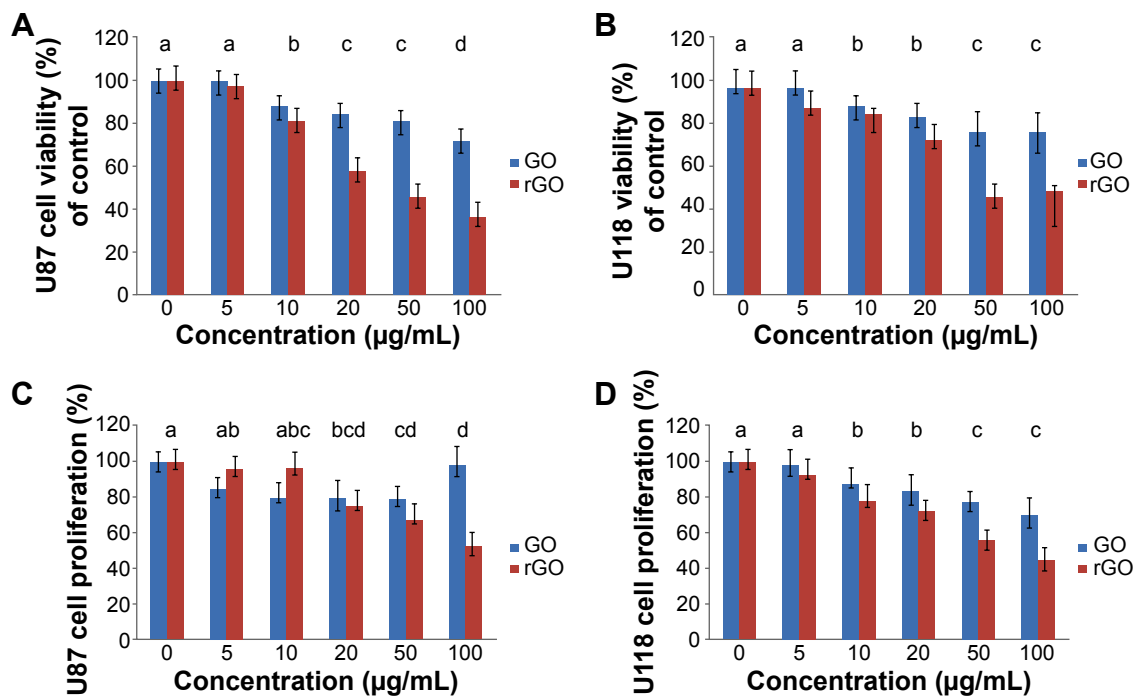 A
U87 cell viability (%)
of control
120
100
80
60
40
20
0
a a b c c d
0 5 10 20 50 100
Concentration (µg/mL)
GO
rGO
B
U118 viability (%)
of control
120
100
80
60
40
20
0
a a b b c c
0 5 10 20 50 100
Concentration (µg/mL)
GO
rGO
C
U87 cell proliferation (%)
120
100
80
60
40
20
0
a ab abc bcd cd d
0 5 10 20 50 100
Concentration (µg/mL)
GO
rGO
D
U118 cell proliferation (%)
120
100
80
60
40
20
0
a a b b c c
0 5 10 20 50 100
Concentration (µg/mL)
GO
rGO